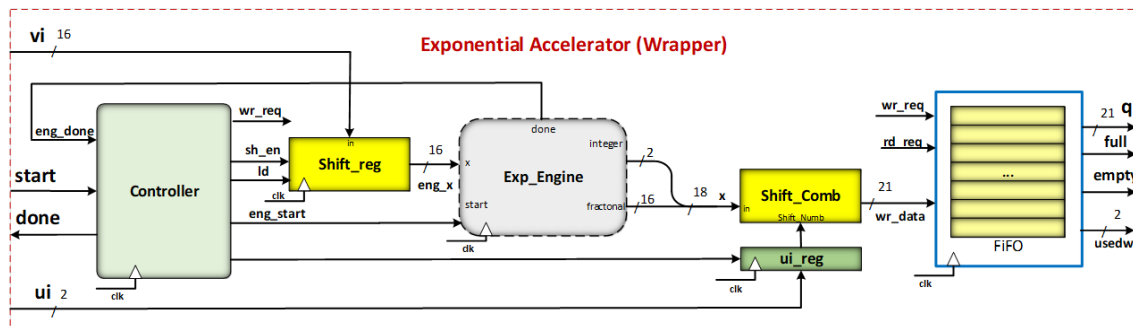 Exponential Accelerator (Wrapper)
vi
16
eng_done
start
done
Controller
clk
ui
2
wr_req
sh_en
ld
eng_start
in
Shift_reg
clk
16
eng_x
done
x
start
Exp_Engine
integer
fractonal
clk
2
16
18
x
in
Shift_Comb
Shift_Numb
ui_reg
clk
21
wr_data
wr_req
rd_req
...
FiFO
clk
21
q
full
empty
2
usedw